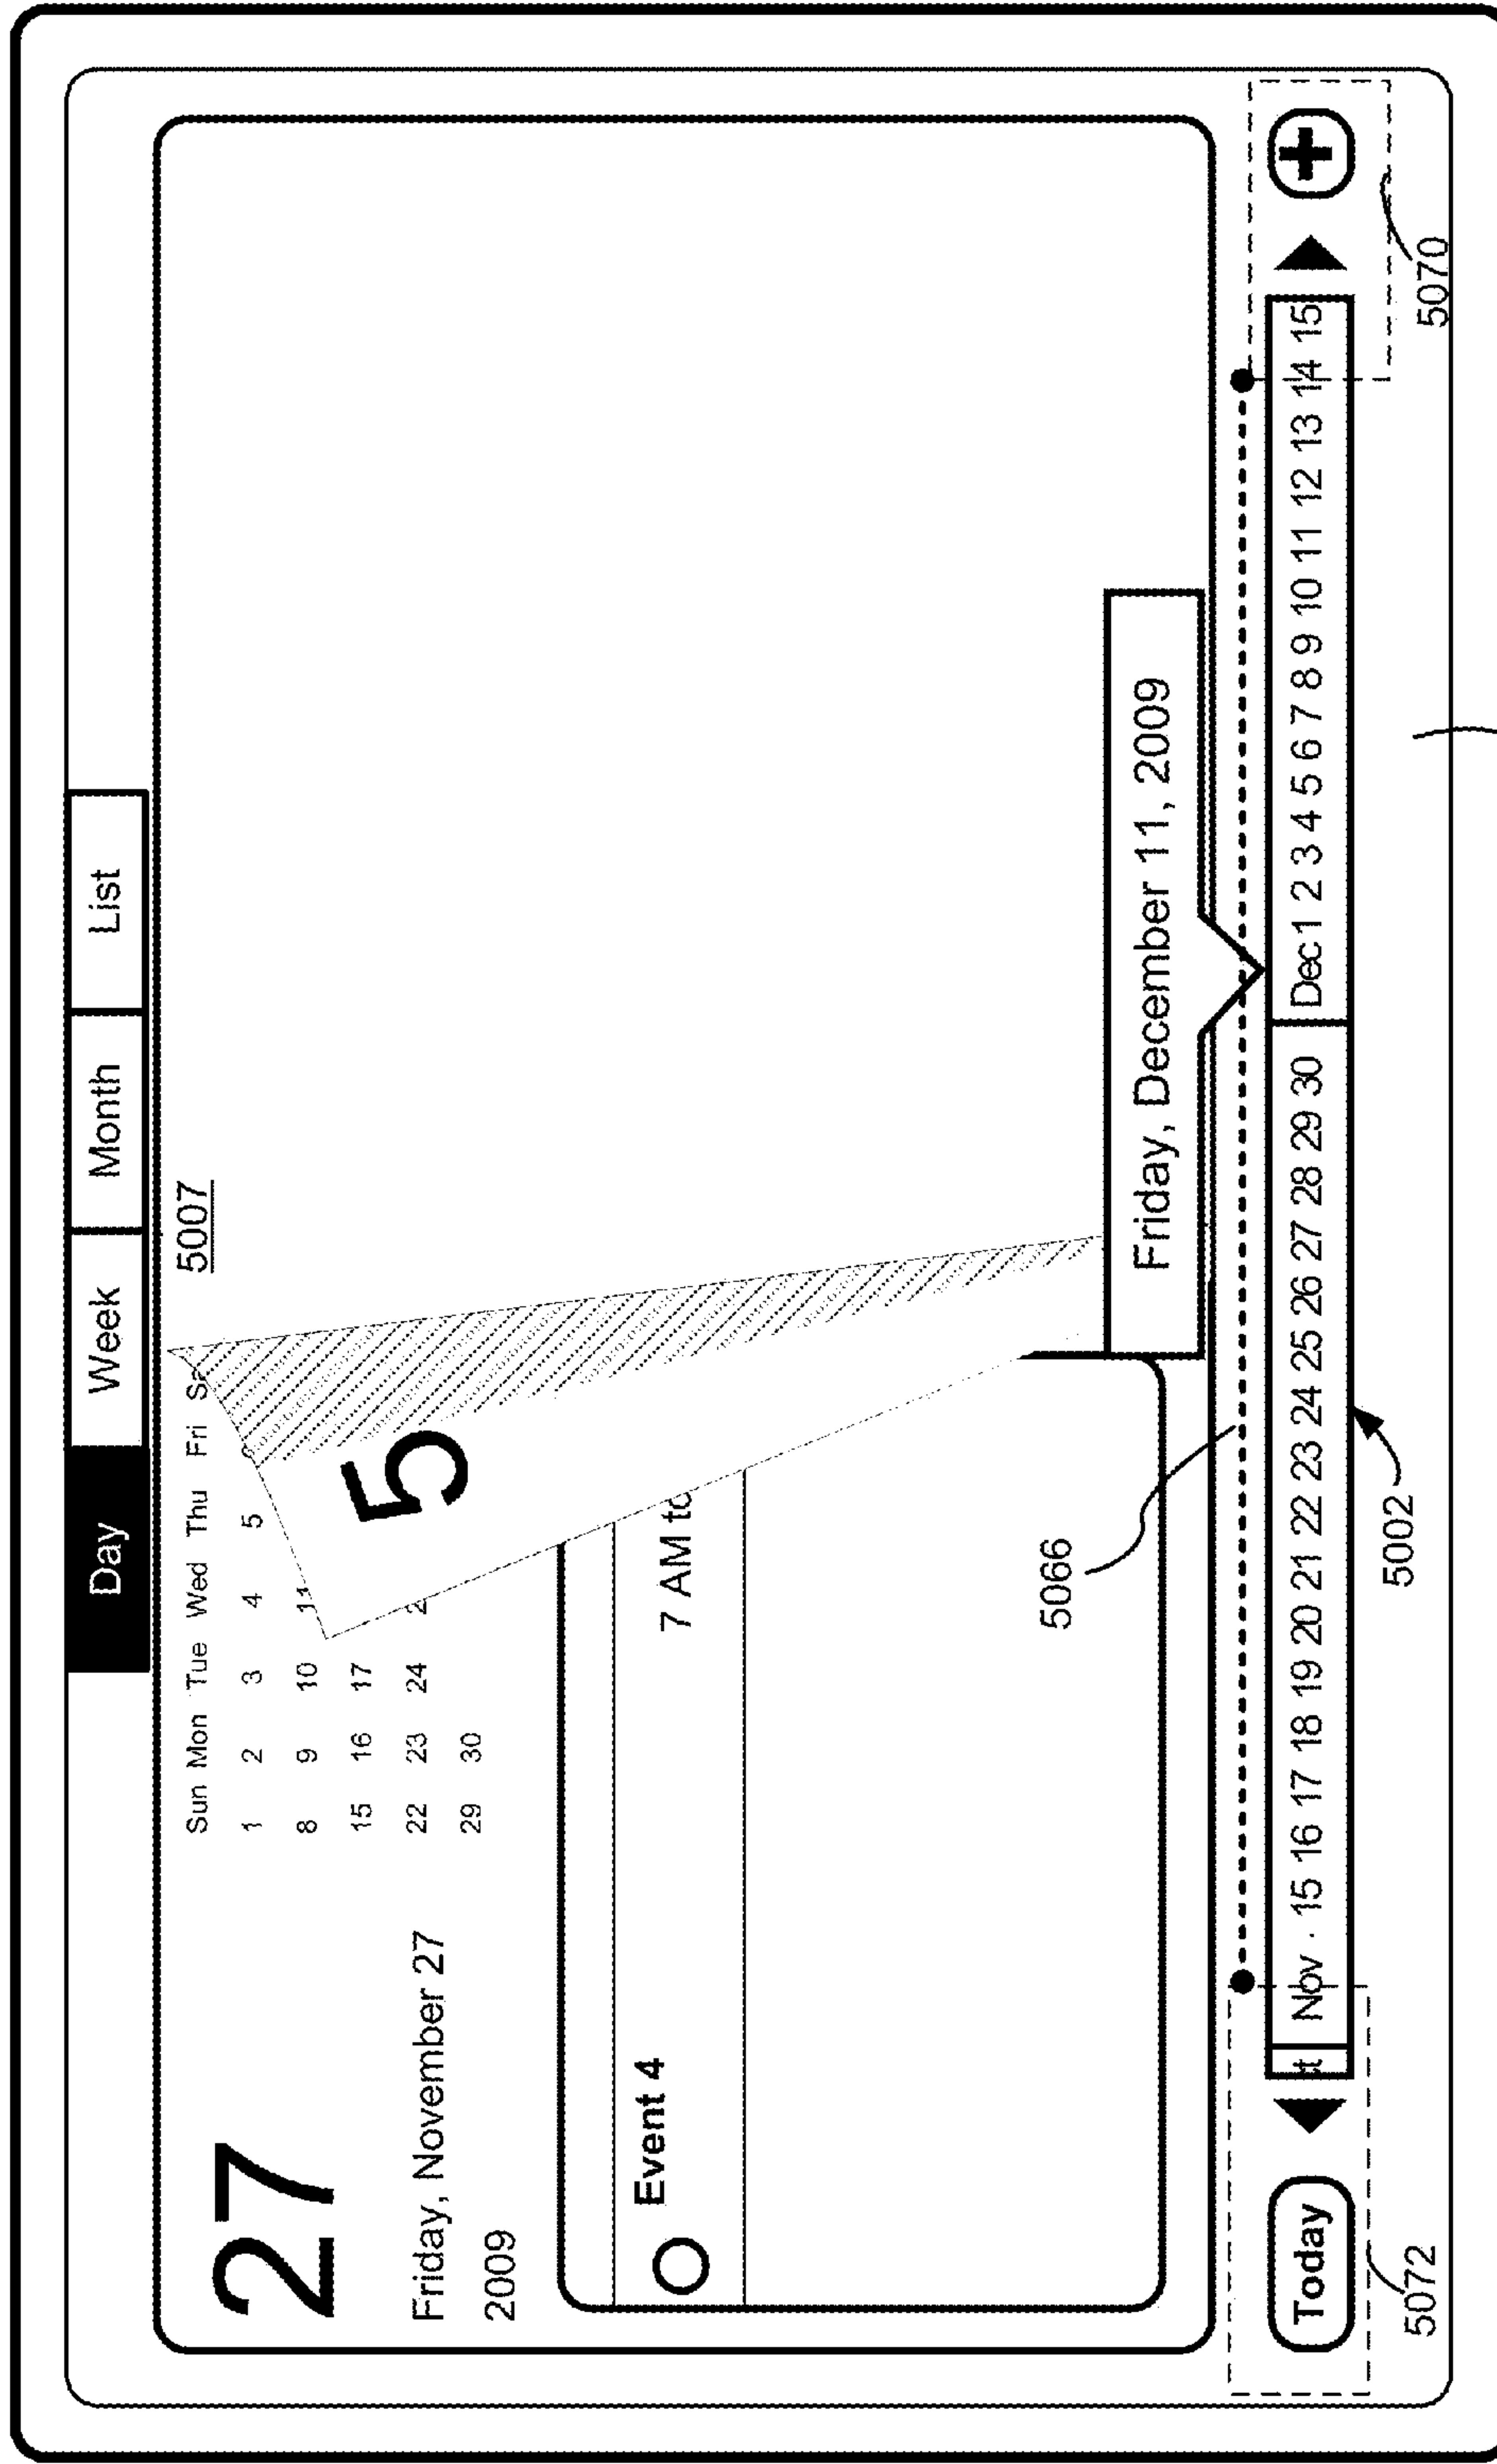 Day Week Month List
27
5007
Sun Mon Tue Wed Thu Fri
1 2 3 4 5
8 9 10 11
15 16 17
22 23 24 2
29 30
5
Friday, November 27
2009
Event 4
7 AM to
Friday, December 11, 2009
5066
Today
t Nov · 15 16 17 18 19 20 21 22 23 24 25 26 27 28 29 30 Dec 1 2 3 4 5 6 7 8 9 10 11 12 13 14 15
+
5072
5002
5070